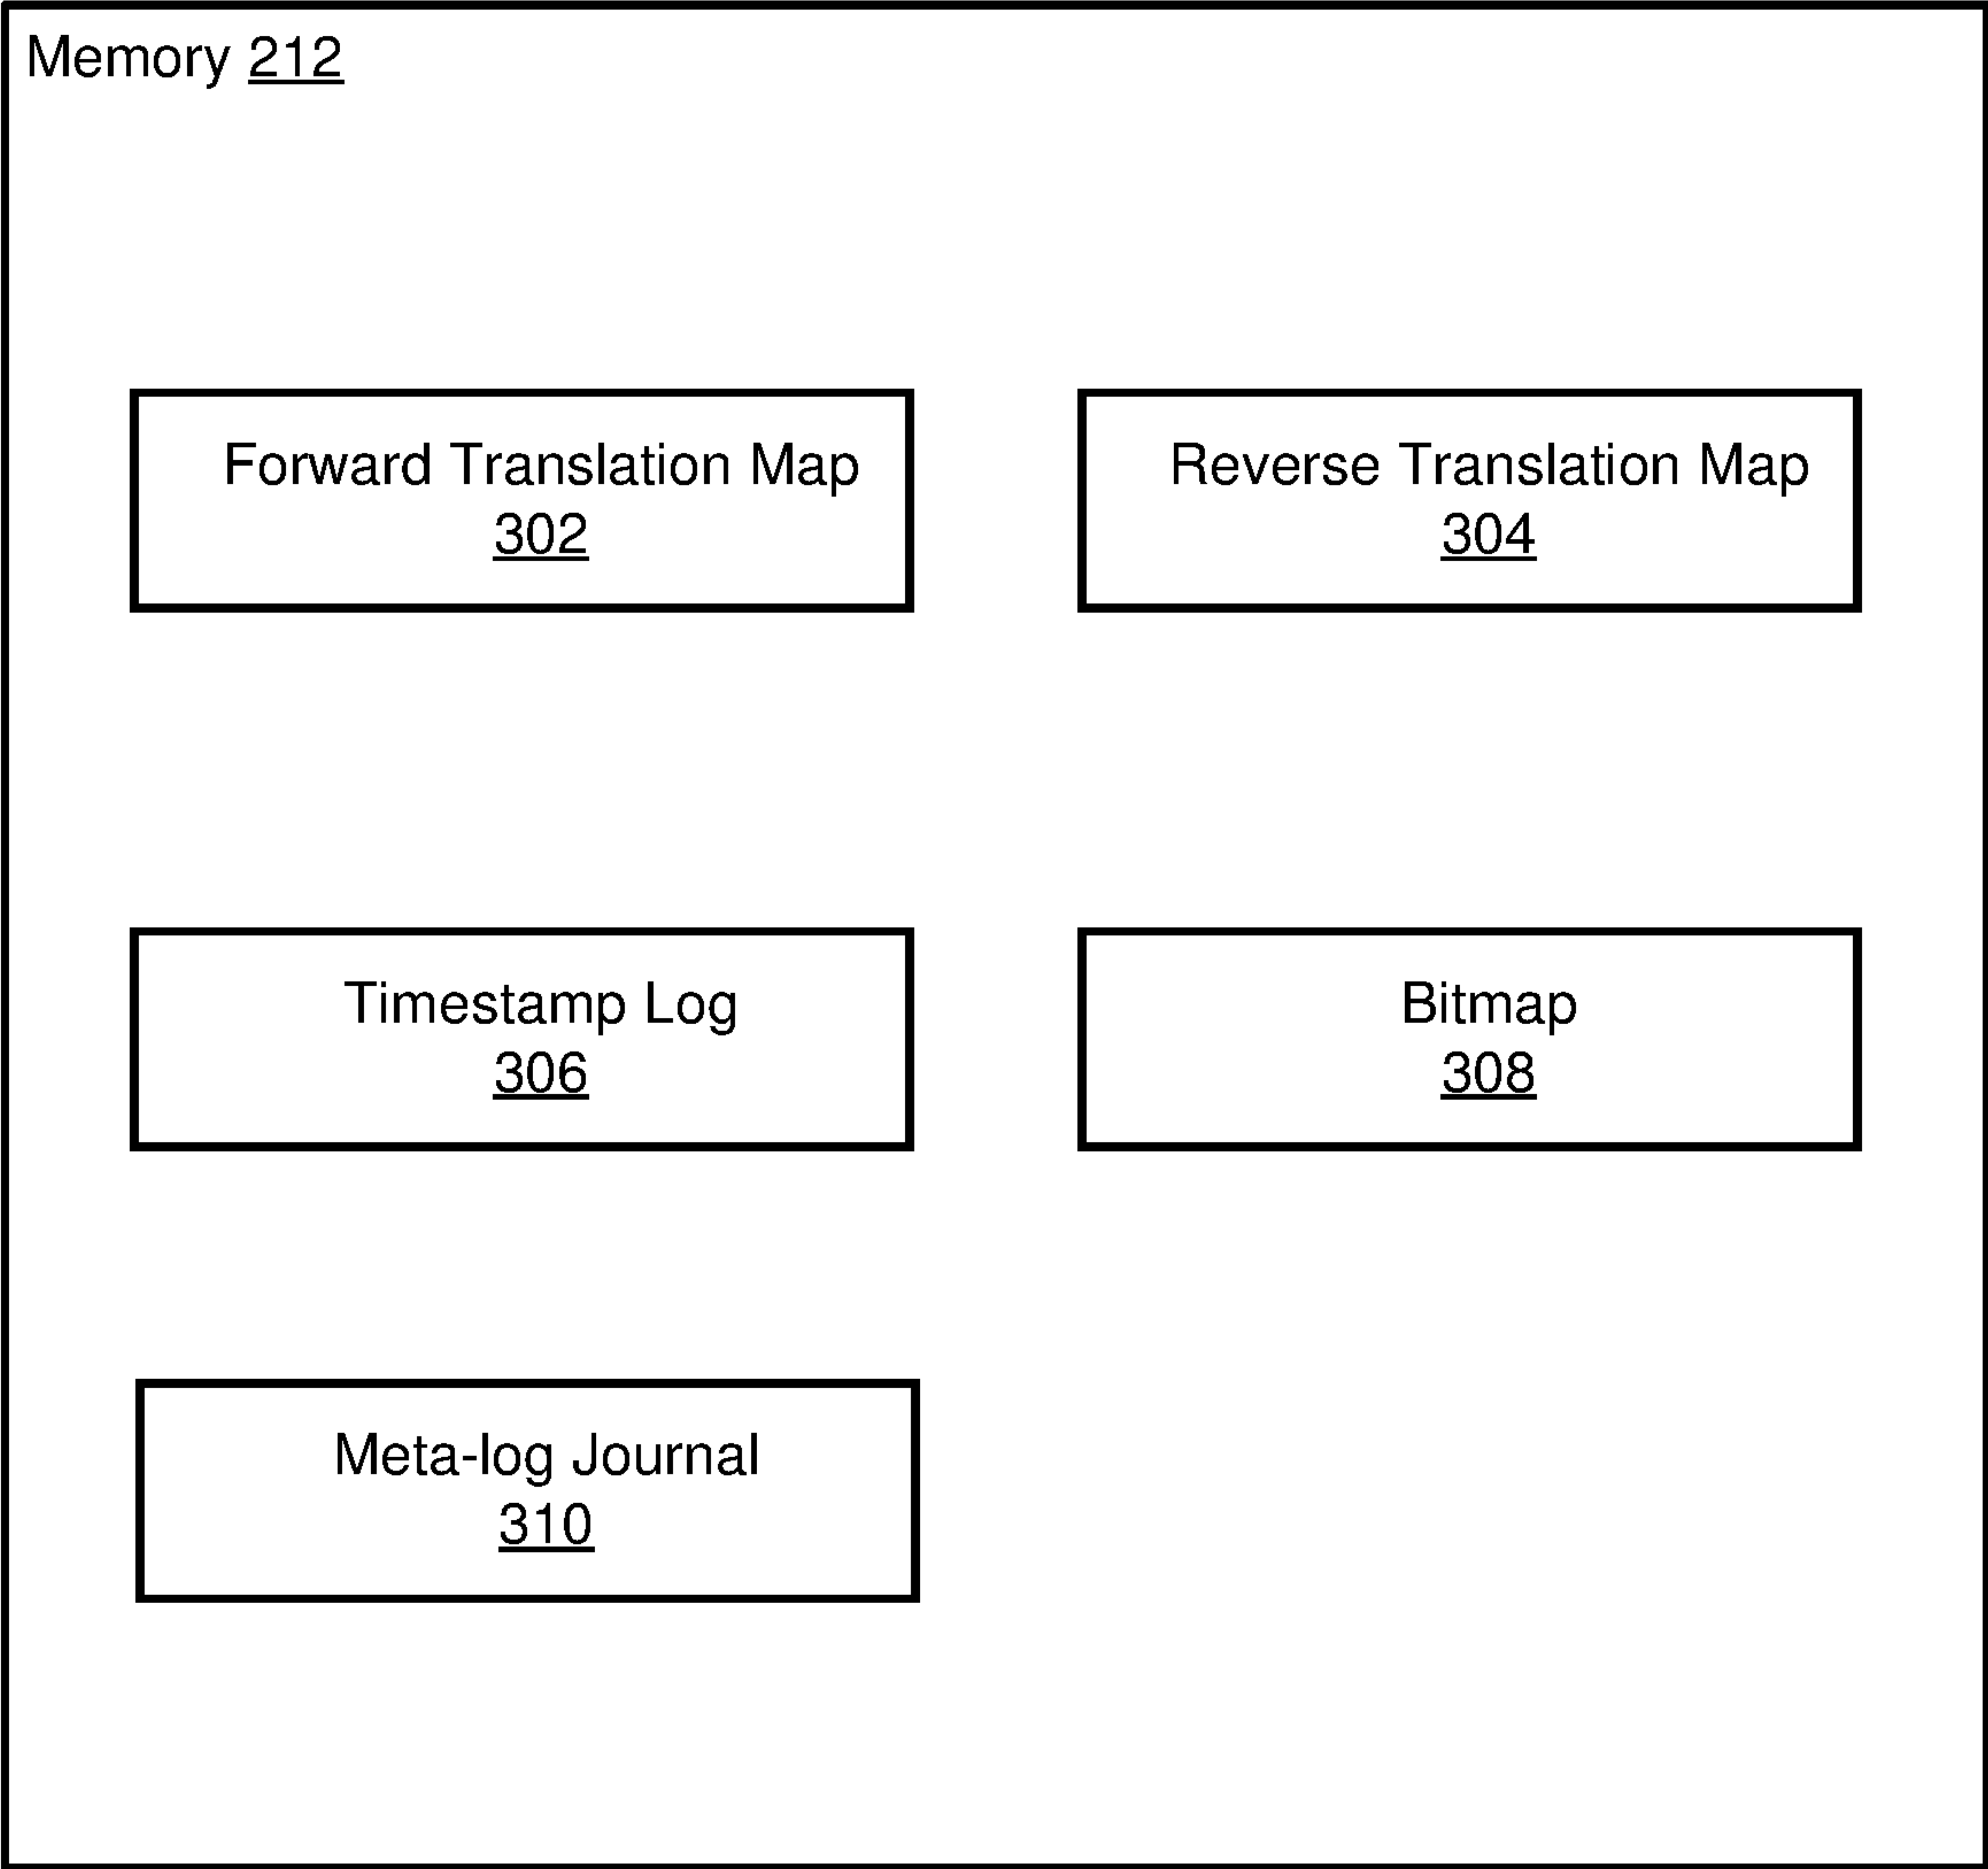 Memory 212
Forward Translation Map
302
Reverse Translation Map
304
Timestamp Log
306
Bitmap
308
Meta-log Journal
310